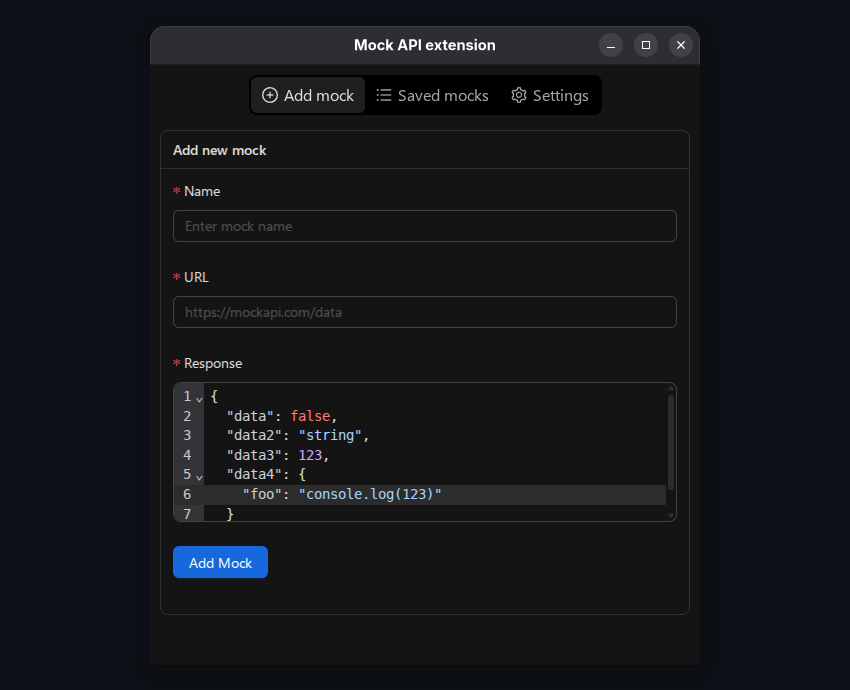 Mock API extension
Add mock Saved mocks Settings
Add new mock
* Name
Enter mock name
* URL
https://mockapi.com/data
* Response
1 {
2   "data": false,
3   "data2": "string",
4   "data3": 123,
5   "data4": {
6     "foo": "console.log(123)"
7   }
Add Mock